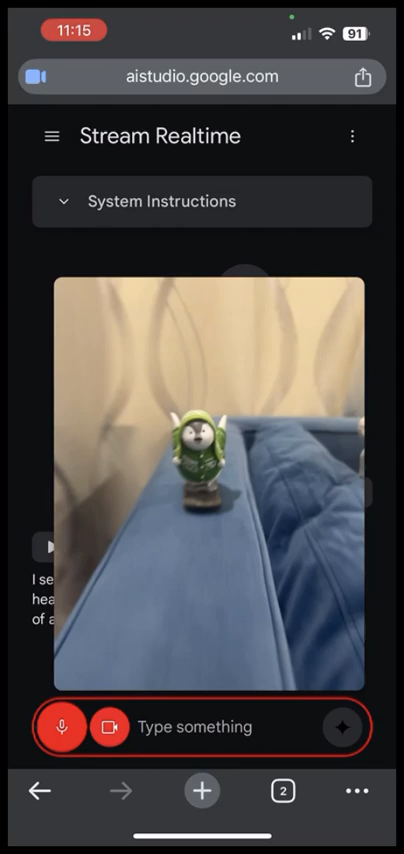 11:15
91
aistudio.google.com
Stream Realtime
System Instructions
I se
hea
of a
Type something
2